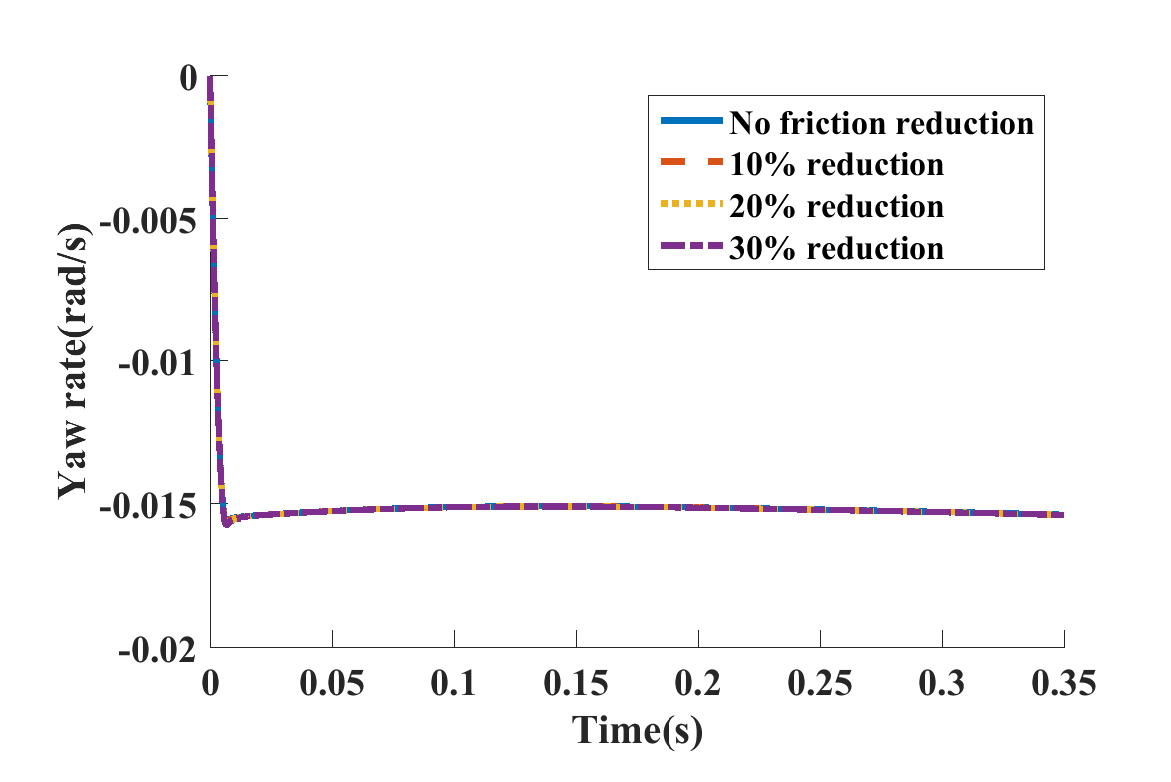 0
-0.005
-0.01
-0.015
-0.02
Yaw rate(rad/s)
No friction reduction
10% reduction
20% reduction
30% reduction
0 0.05 0.1 0.15 0.2 0.25 0.3 0.35
Time(s)